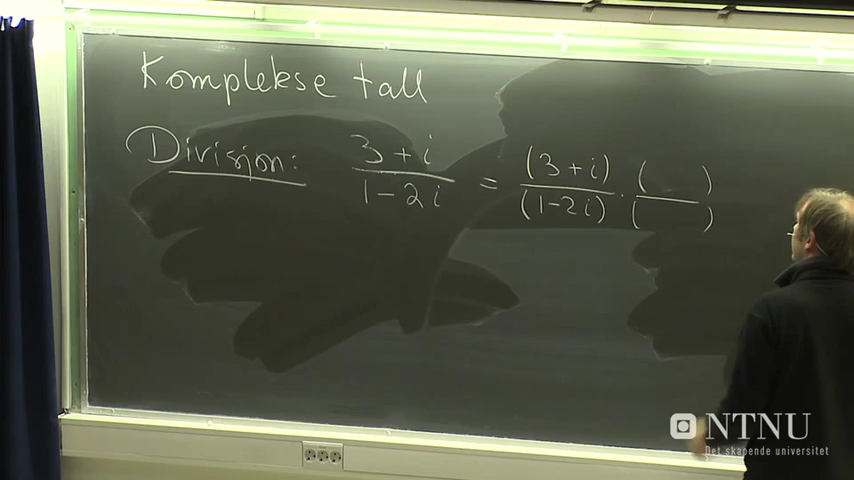 Komplekse tall
Divisjon: 3+i / 1-2i = (3+i) / (1-2i) · ( ) / ( )
NTNU
Det skapende universitet